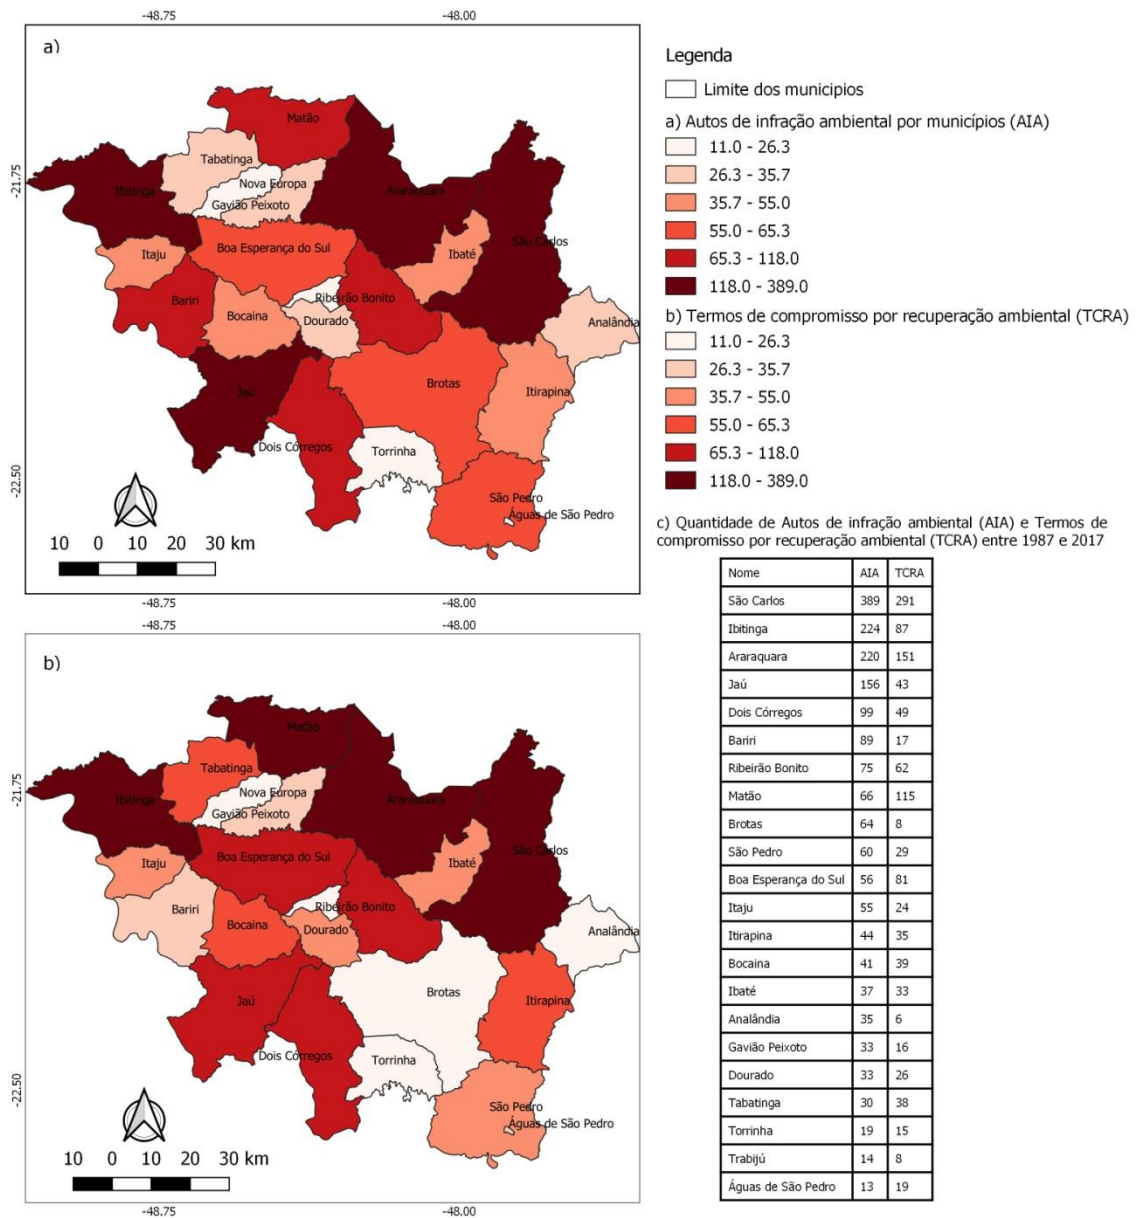 -48.75 -48.00
a)
Matão
Tabatinga
Nova Europa
Ibitinga
Araraquara
Gavião Peixoto
São Carlos
Boa Esperança do Sul
Ibaté
Itaju
Bariri
Ribeirão Bonito
Bocaina
Dourado
Analândia
Brotas
Jaú
Itirapina
Dois Córregos
Torrinha
São Pedro
Águas de São Pedro
-21.75
-22.50
10 0 10 20 30 km
-48.75 -48.00
Legenda
Limite dos municipios
a) Autos de infração ambiental por municípios (AIA)
11.0 - 26.3
26.3 - 35.7
35.7 - 55.0
55.0 - 65.3
65.3 - 118.0
118.0 - 389.0
b) Termos de compromisso por recuperação ambiental (TCRA)
11.0 - 26.3
26.3 - 35.7
35.7 - 55.0
55.0 - 65.3
65.3 - 118.0
118.0 - 389.0
-48.75 -48.00
b)
Matão
Tabatinga
Nova Europa
Ibitinga
Araraquara
Gavião Peixoto
São Carlos
Boa Esperança do Sul
Ibaté
Itaju
Bariri
Ribeirão Bonito
Bocaina
Dourado
Analândia
Brotas
Jaú
Itirapina
Dois Córregos
Torrinha
São Pedro
Águas de São Pedro
-21.75
-22.50
10 0 10 20 30 km
-48.75 -48.00
c) Quantidade de Autos de infração ambiental (AIA) e Termos de
compromisso por recuperação ambiental (TCRA) entre 1987 e 2017
Nome AIA TCRA
São Carlos 389 291
Ibitinga 224 87
Araraquara 220 151
Jaú 156 43
Dois Córregos 99 49
Bariri 89 17
Ribeirão Bonito 75 62
Matão 66 115
Brotas 64 8
São Pedro 60 29
Boa Esperança do Sul 56 81
Itaju 55 24
Itirapina 44 35
Bocaina 41 39
Ibaté 37 33
Analândia 35 6
Gavião Peixoto 33 16
Dourado 33 26
Tabatinga 30 38
Torrinha 19 15
Trabijú 14 8
Águas de São Pedro 13 19